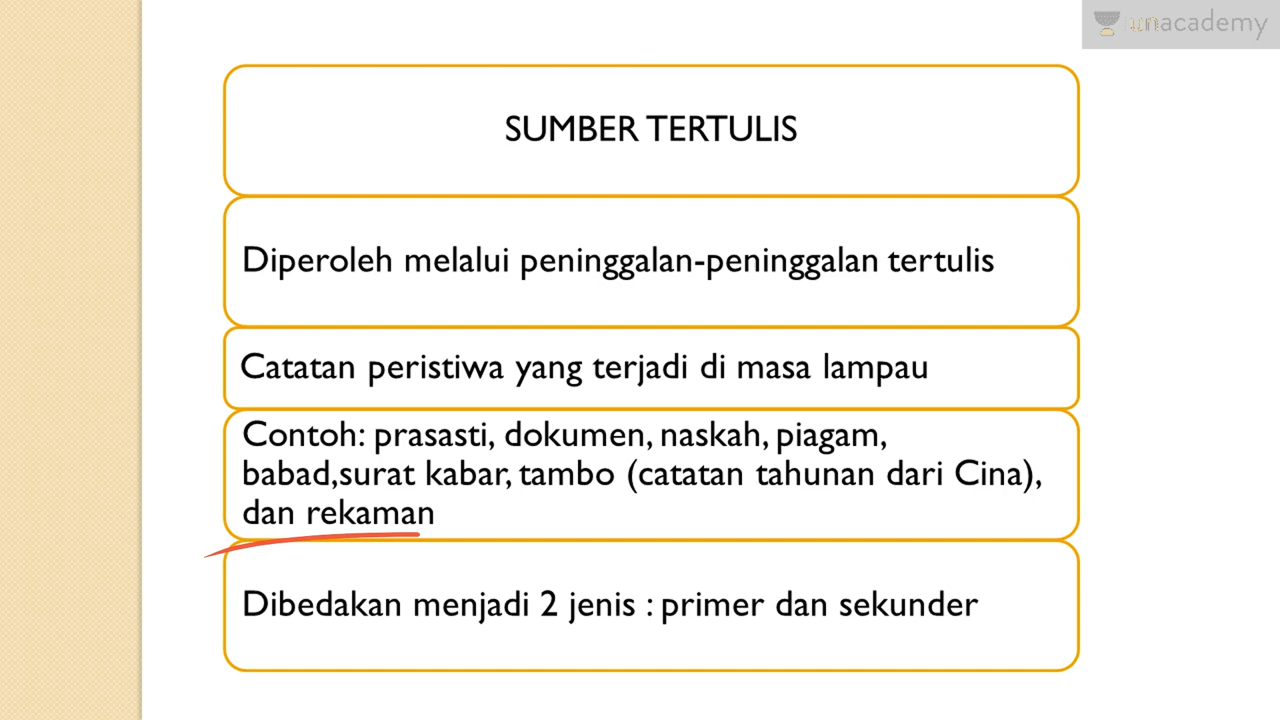 unacademy
SUMBER TERTULIS
Diperoleh melalui peninggalan-peninggalan tertulis
Catatan peristiwa yang terjadi di masa lampau
Contoh: prasasti, dokumen, naskah, piagam,
babad,surat kabar, tambo (catatan tahunan dari Cina),
dan rekaman
Dibedakan menjadi 2 jenis : primer dan sekunder